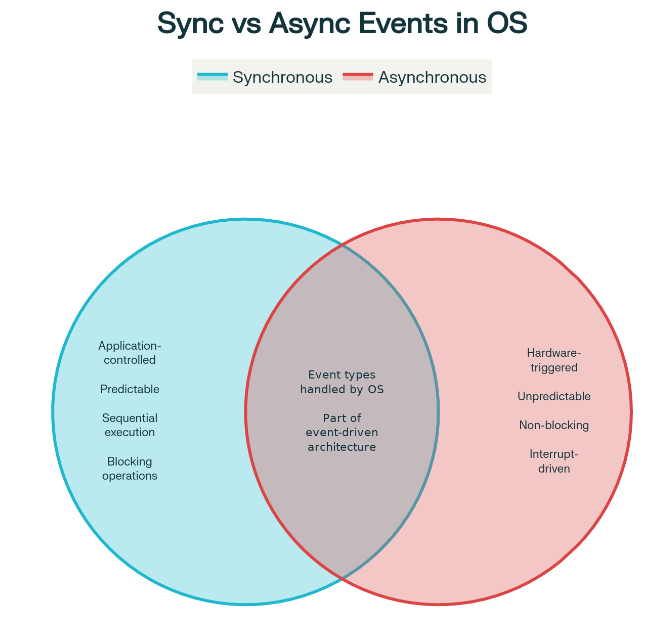 Sync vs Async Events in OS
Synchronous
Asynchronous
Application-
controlled
Predictable
Sequential
execution
Blocking
operations
Event types
handled by OS
Part of
event-driven
architecture
Hardware-
triggered
Unpredictable
Non-blocking
Interrupt-
driven